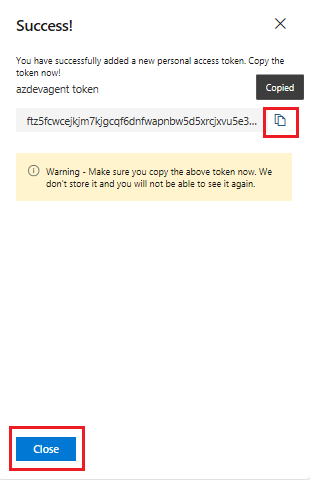 Success!
You have successfully added a new personal access token. Copy the
token now!
azdevagent token
Copied
ftz5fcwcejkjm7kjgcqf6dnfwapnbw5d5xrcjxvu5e3...
Warning - Make sure you copy the above token now. We
don't store it and you will not be able to see it again.
Close